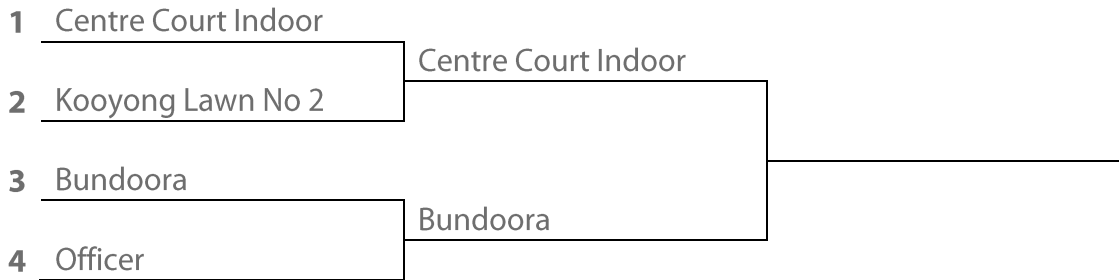 1 Centre Court Indoor
Centre Court Indoor
2 Kooyong Lawn No 2
3 Bundoora
Bundoora
4 Officer